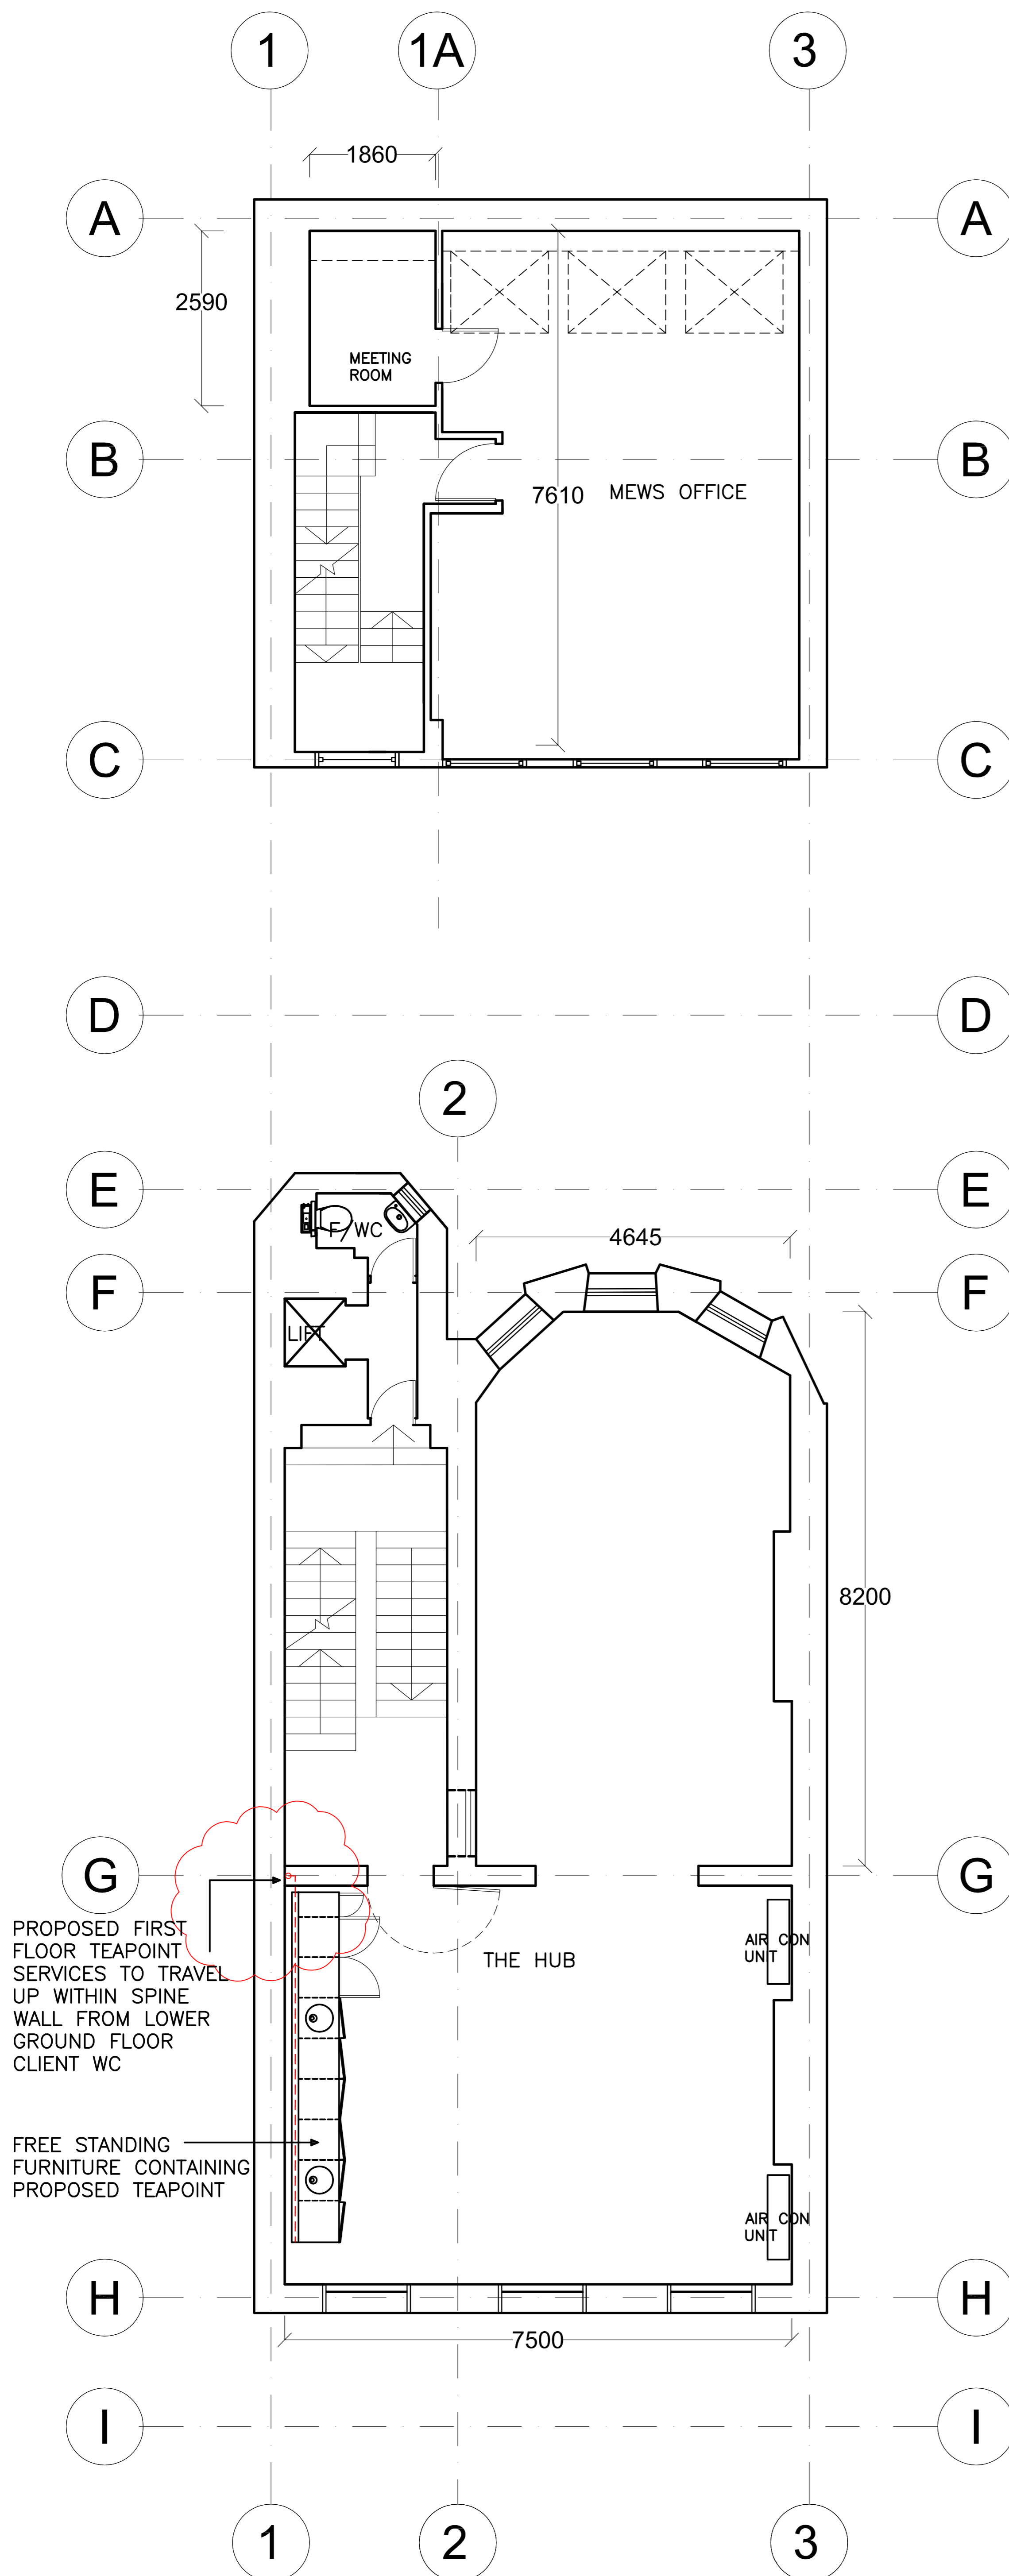 1
1A
3
1860
A
A
2590
MEETING
ROOM
B
B
7610
MEWS OFFICE
C
C
D
D
2
E
E
F/WC
4645
F
F
LIFT
8200
G
G
PROPOSED FIRST
FLOOR TEAPOINT
SERVICES TO TRAVEL
UP WITHIN SPINE
WALL FROM LOWER
GROUND FLOOR
CLIENT WC
THE HUB
AIR CON
UNIT
FREE STANDING
FURNITURE CONTAINING
PROPOSED TEAPOINT
AIR CON
UNIT
H
H
7500
I
I
1
2
3